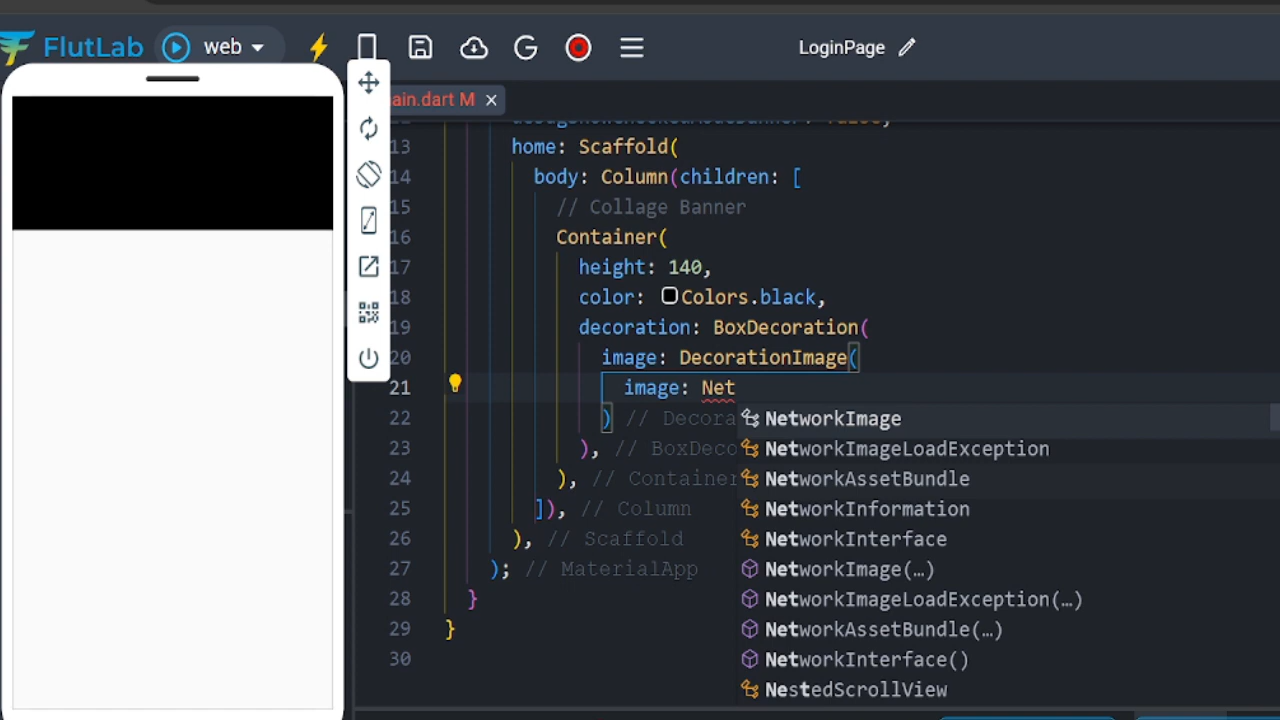 FlutLab web LoginPage
ain.dart M
13 home: Scaffold(
14 body: Column(children: [
15 // Collage Banner
16 Container(
17 height: 140,
18 color: Colors.black,
19 decoration: BoxDecoration(
20 image: DecorationImage(
21 image: Net
22 ) // Decora
NetworkImage
23 ), // BoxDeco
NetworkImageLoadException
24 ), // Container
NetworkAssetBundle
25 ]), // Column
NetworkInformation
26 ), // Scaffold
NetworkInterface
27 ); // MaterialApp
NetworkImage(…)
28 }
NetworkImageLoadException(…)
29 }
NetworkAssetBundle(…)
30
NetworkInterface()
NestedScrollView